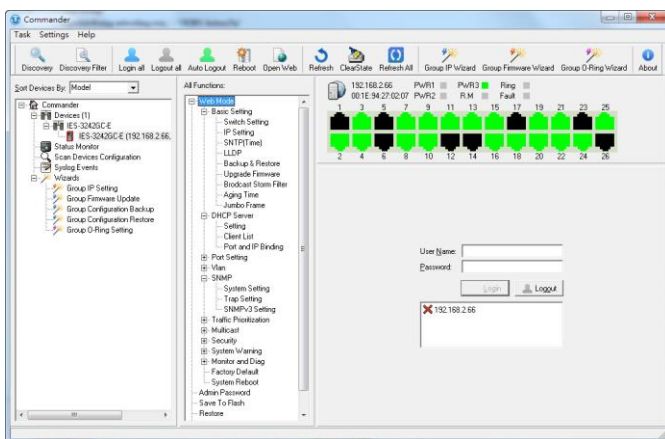 Commander
Task Settings Help
Discovery Discovery Filter Login all Logout all Auto Logout Reboot Open Web Refresh ClearState Refresh All Group IP Wizard Group Firmware Wizard Group O-Ring Wizard About
Sort Devices By: Model
Commander
Devices (1)
IES-3242GC-E
IES-3242GC-E (192.168.2.66,
Status Monitor
Scan Devices Configuration
Syslog Events
Wizards
Group IP Setting
Group Firmware Update
Group Configuration Backup
Group Configuration Restore
Group O-Ring Setting
All Functions:
Web Mode
Basic Setting
Switch Setting
IP Setting
SNTP(Time)
LLDP
Backup & Restore
Upgrade Firmware
Brodcast Storm Filter
Aging Time
Jumbo Frame
DHCP Server
Setting
Client List
Port and IP Binding
Port Setting
Vlan
SNMP
System Setting
Trap Setting
SNMPv3 Setting
Traffic Prioritization
Multicast
Security
System Warning
Monitor and Diag
Factory Default
System Reboot
Admin Password
Save To Flash
Restore
192.168.2.66 PWR1 PWR3 Ring
00:1E:94:27:02:07 PWR2 R.M Fault
1 3 5 7 9 11 13 15 17 19 21 23 25
2 4 6 8 10 12 14 16 18 20 22 24 26
User Name:
Password:
Login Logout
192.168.2.66